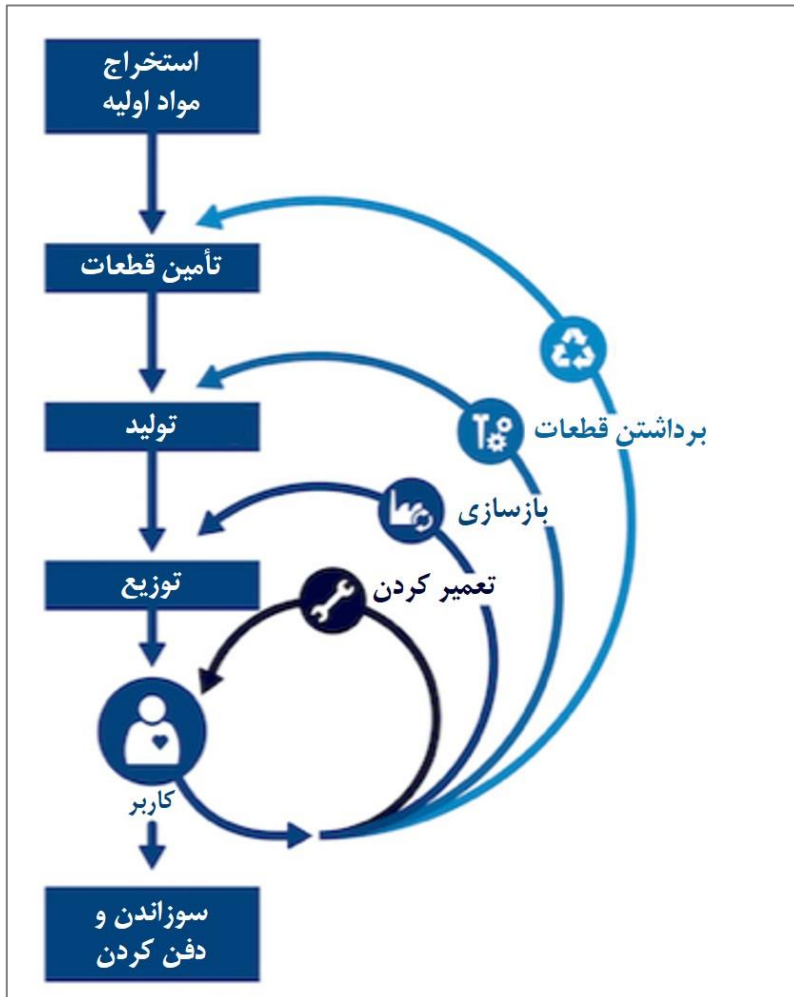 استخراج
مواد اولیه
تأمین قطعات
تولید
برداشتن قطعات
بازسازی
توزیع
تعمیر کردن
کاربر
سوزاندن و
دفن کردن